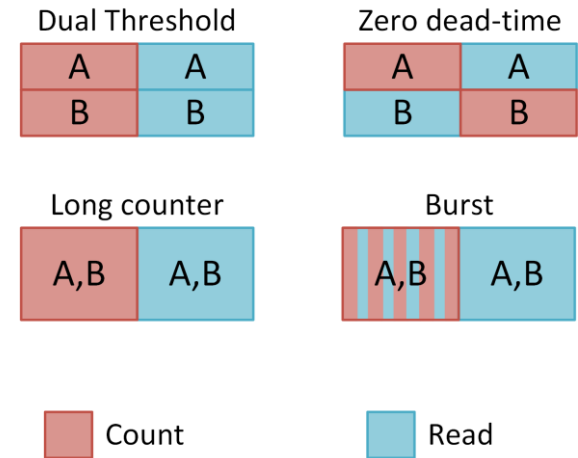 Dual Threshold
A A
B B
Zero dead-time
A A
B B
Long counter
A,B A,B
Burst
A,B A,B
Count
Read